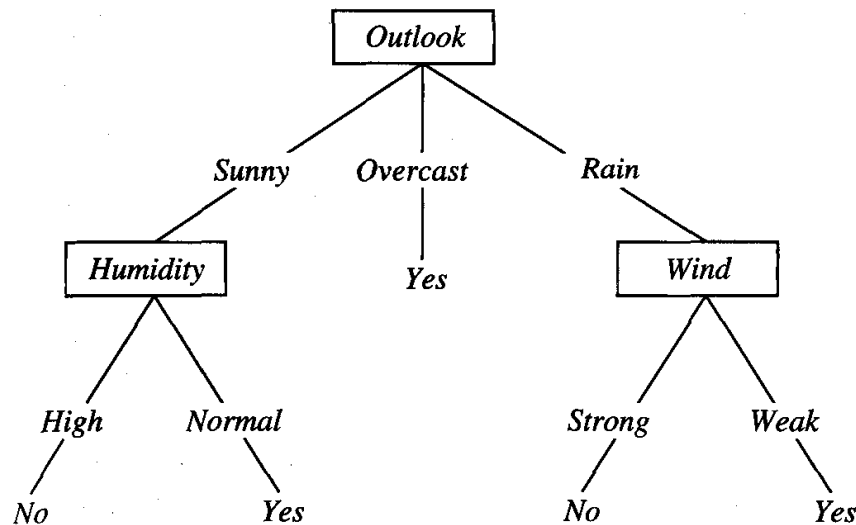 Outlook
Sunny Overcast Rain
Humidity Yes Wind
High Normal Strong Weak
No Yes No Yes